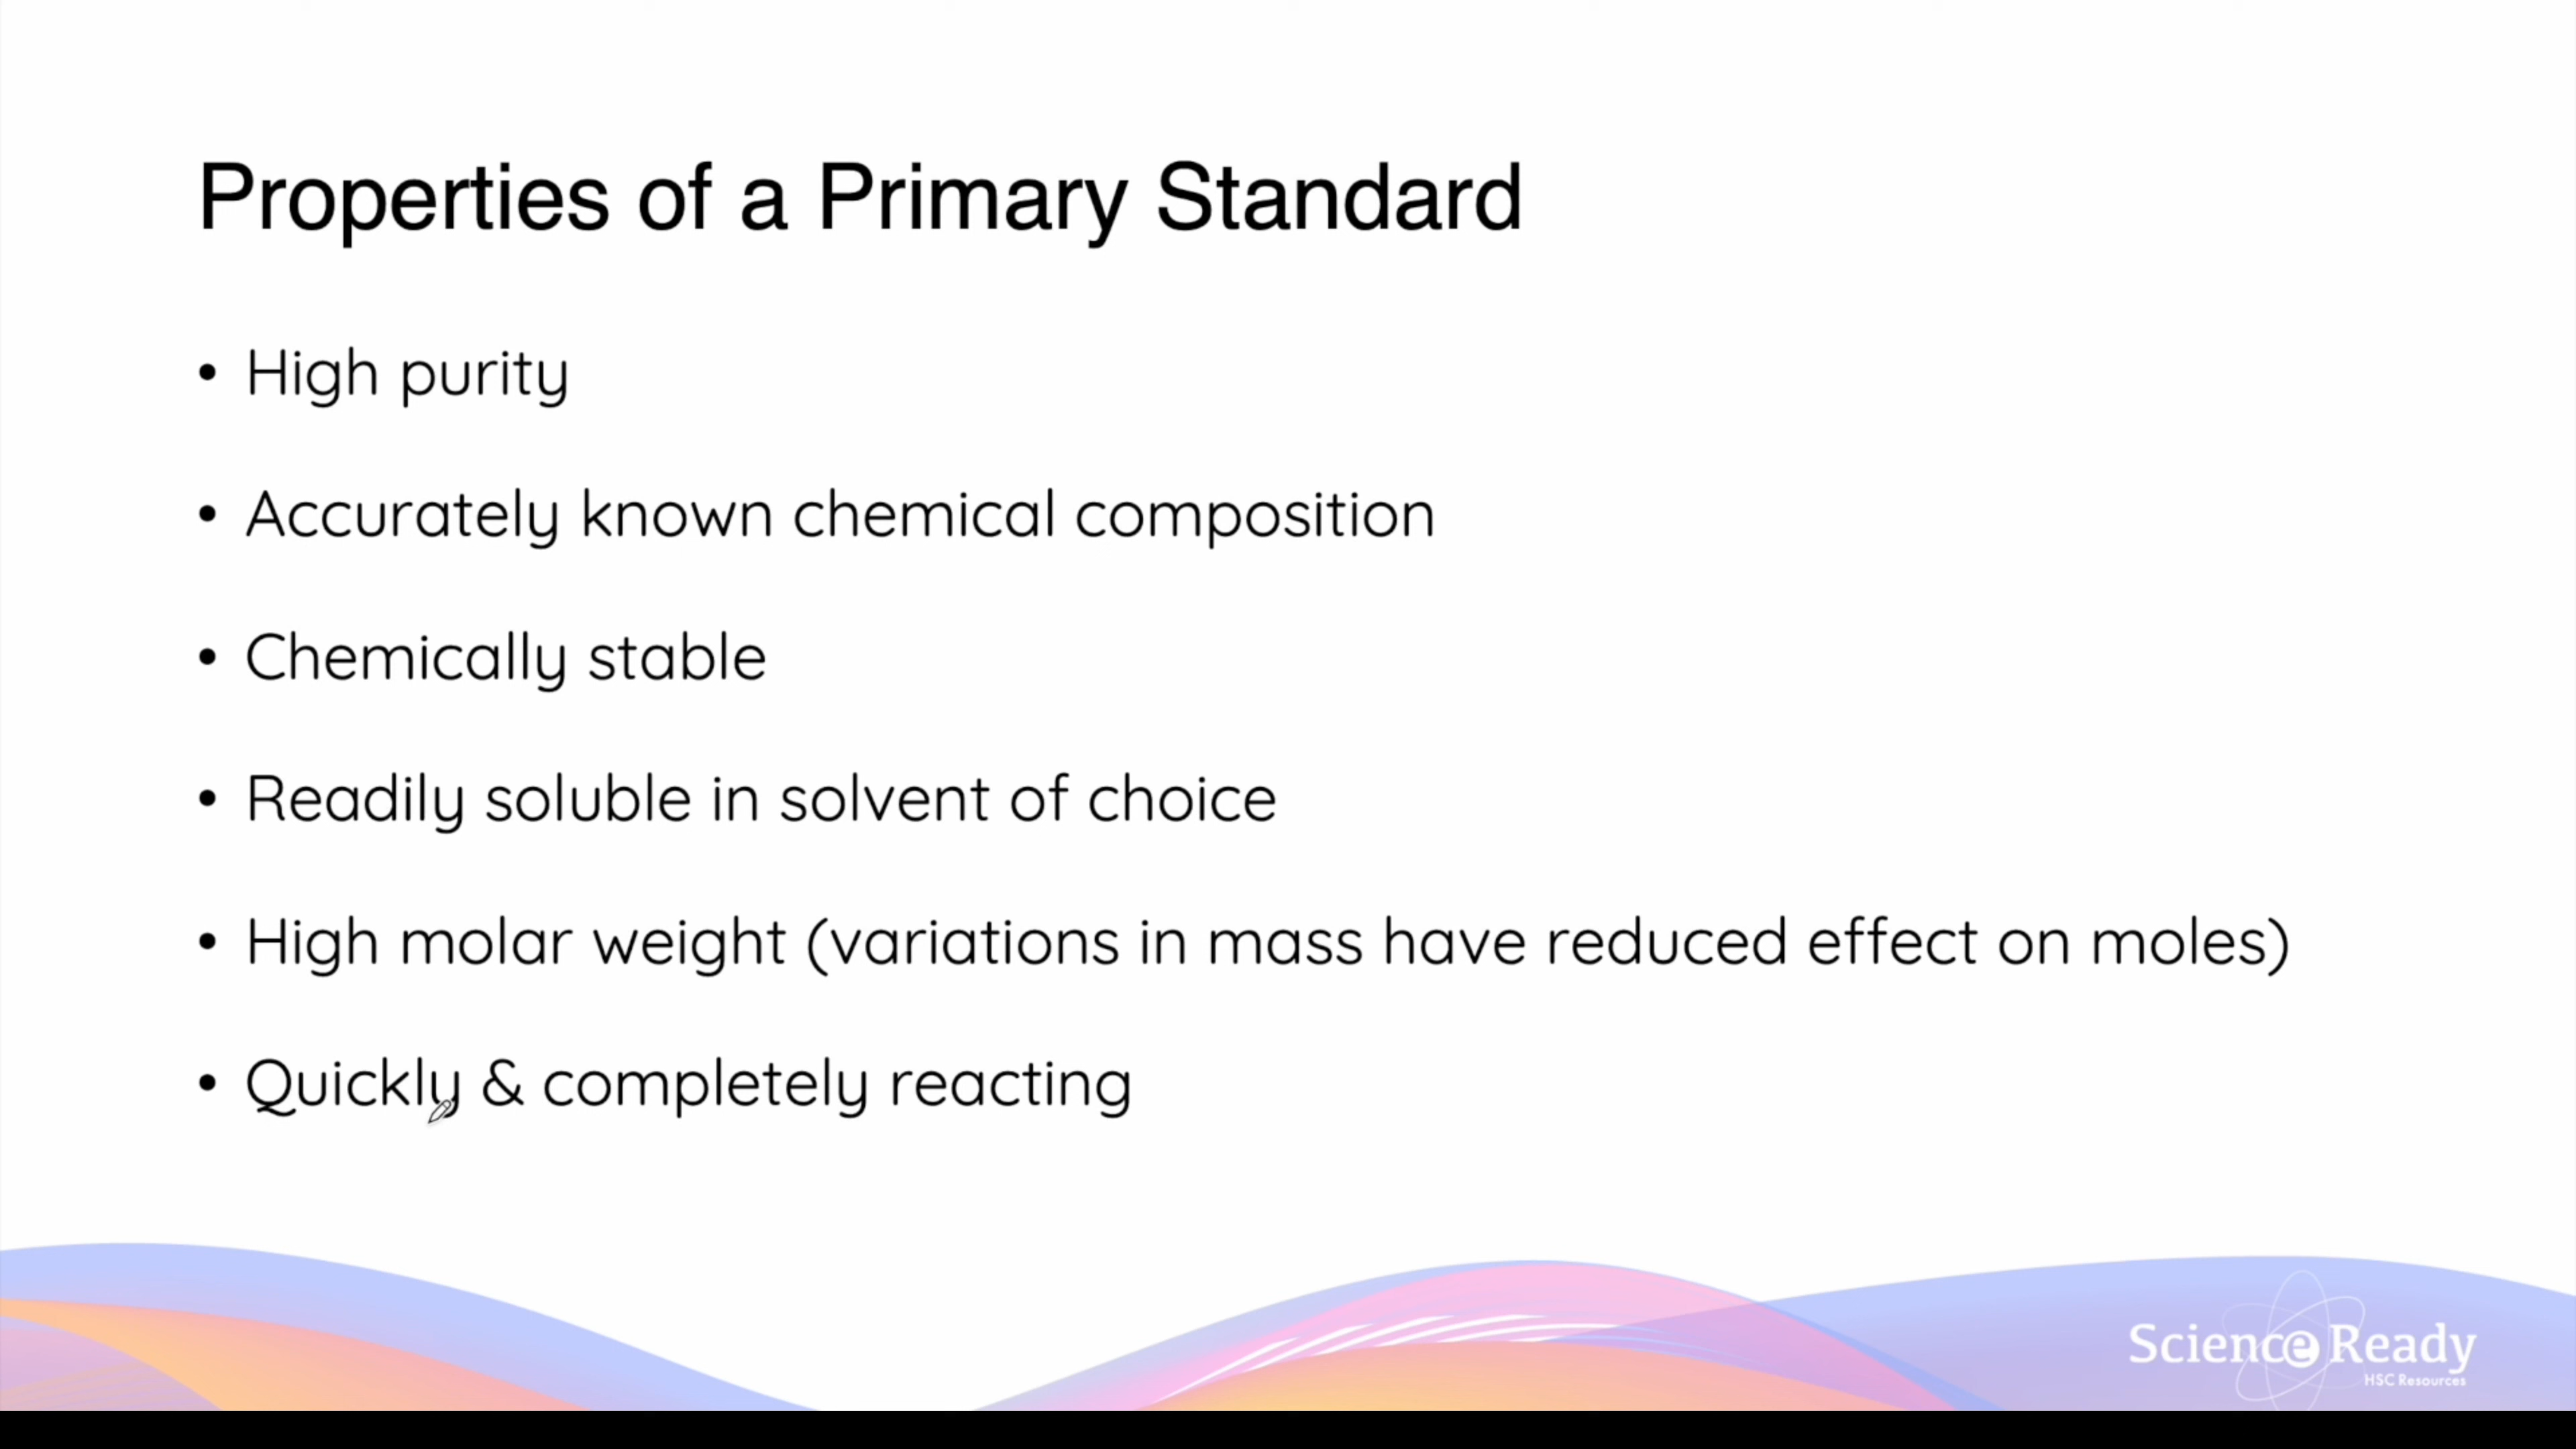 Properties of a Primary Standard
• High purity
• Accurately known chemical composition
• Chemically stable
• Readily soluble in solvent of choice
• High molar weight (variations in mass have reduced effect on moles)
• Quickly & completely reacting
Science Ready
HSC Resources